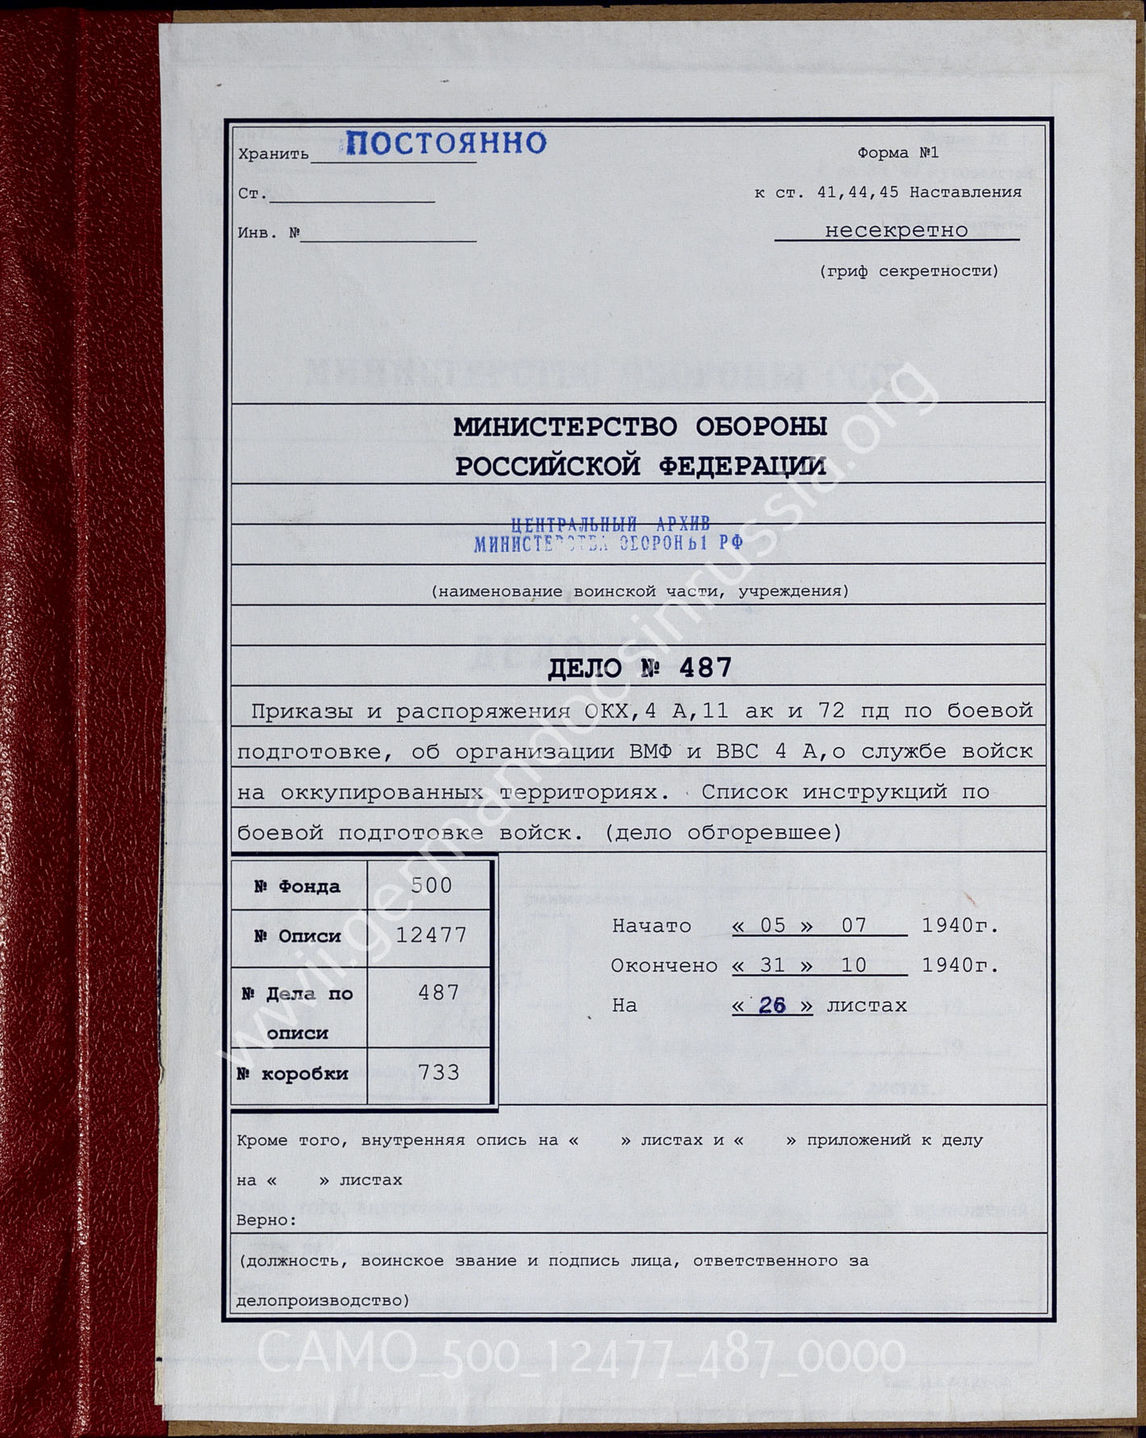 Хранить ПОСТОЯННО
Форма №1
Ст.
к ст. 41,44,45 Наставления
Инв. №
несекретно
(гриф секретности)
МИНИСТЕРСТВО ОБОРОНЫ
РОССИЙСКОЙ ФЕДЕРАЦИИ
ЦЕНТРАЛЬНЫЙ АРХИВ
МИНИСТЕРСТВА ОБОРОНЫ РФ
(наименование воинской части, учреждения)
ДЕЛО № 487
Приказы и распоряжения ОКХ,4 А,11 ак и 72 пд по боевой
подготовке, об организации ВМФ и ВВС 4 А,о службе войск
на оккупированных территориях. Список инструкций по
боевой подготовке войск. (дело обгоревшее)
№ Фонда 500
№ Описи 12477
№ Дела по описи 487
№ коробки 733
Начато « 05 » 07 1940г.
Окончено « 31 » 10 1940г.
На « 26 » листах
Кроме того, внутренняя опись на « » листах и « » приложений к делу
на « » листах
Верно:
(должность, воинское звание и подпись лица, ответственного за
делопроизводство)
www.germandocsinrussia.org
CAMO_500_12477_487_0000